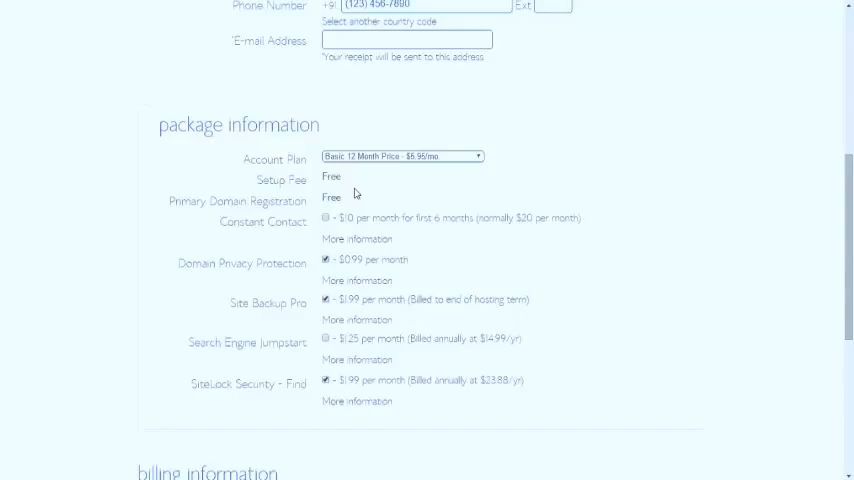 Phone Number +91 (123) 456-7890 Ext
Select another country code
*E-mail Address
*Your receipt will be sent to this address
package information
Account Plan Basic 12 Month Price - $5.95/mo
Setup Fee Free
Primary Domain Registration Free
Constant Contact - $10 per month for first 6 months (normally $20 per month)
More information
Domain Privacy Protection - $0.99 per month
More information
Site Backup Pro - $1.99 per month (Billed to end of hosting term)
More information
Search Engine Jumpstart - $1.25 per month (Billed annually at $14.99/yr)
More information
SiteLock Security - Find - $1.99 per month (Billed annually at $23.88/yr)
More information
billing information